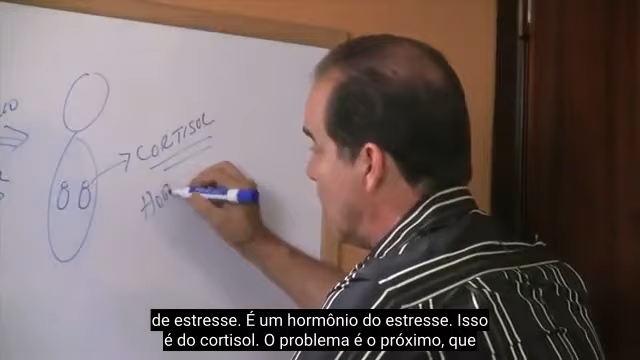 CORTISOL
HOR
de estresse. É um hormônio do estresse. Isso
é do cortisol. O problema é o próximo, que